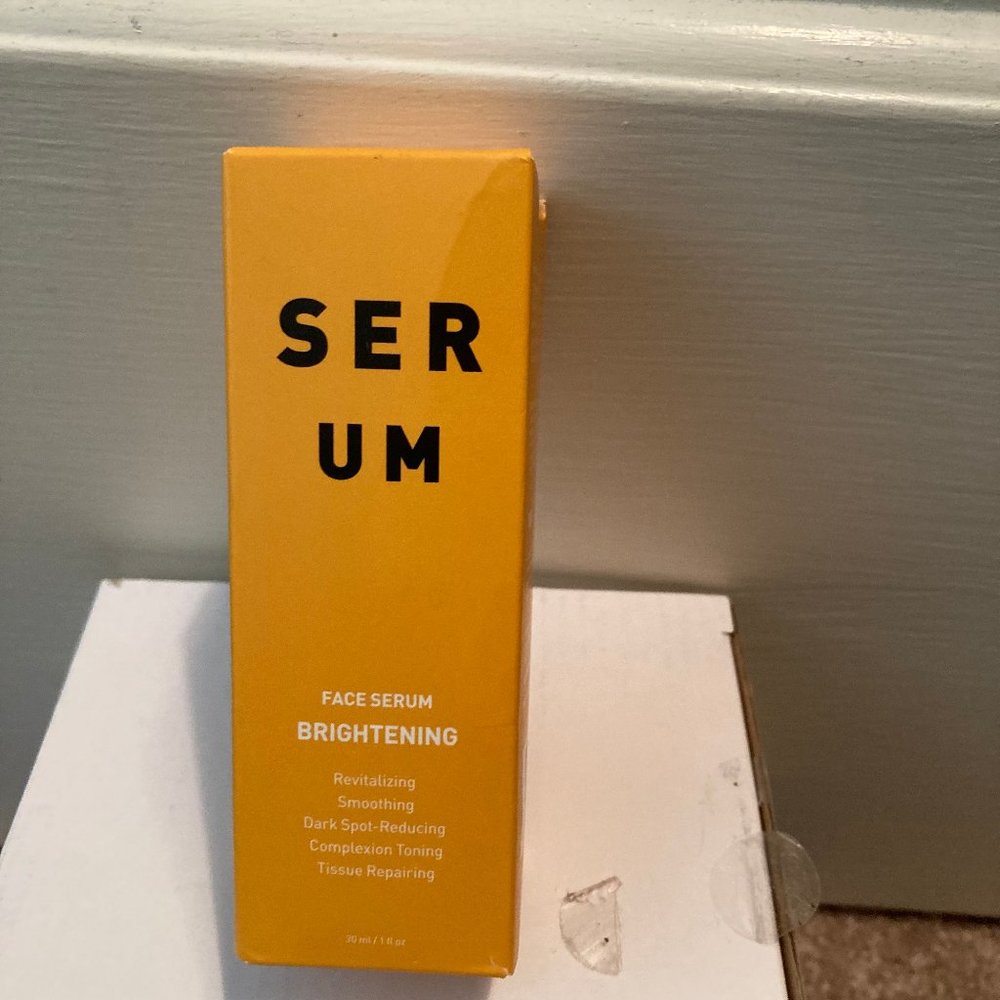 SER
UM
FACE SERUM
BRIGHTENING
Revitalizing
Smoothing
Dark Spot-Reducing
Complexion Toning
Tissue Repairing
30 ml / 1 fl oz